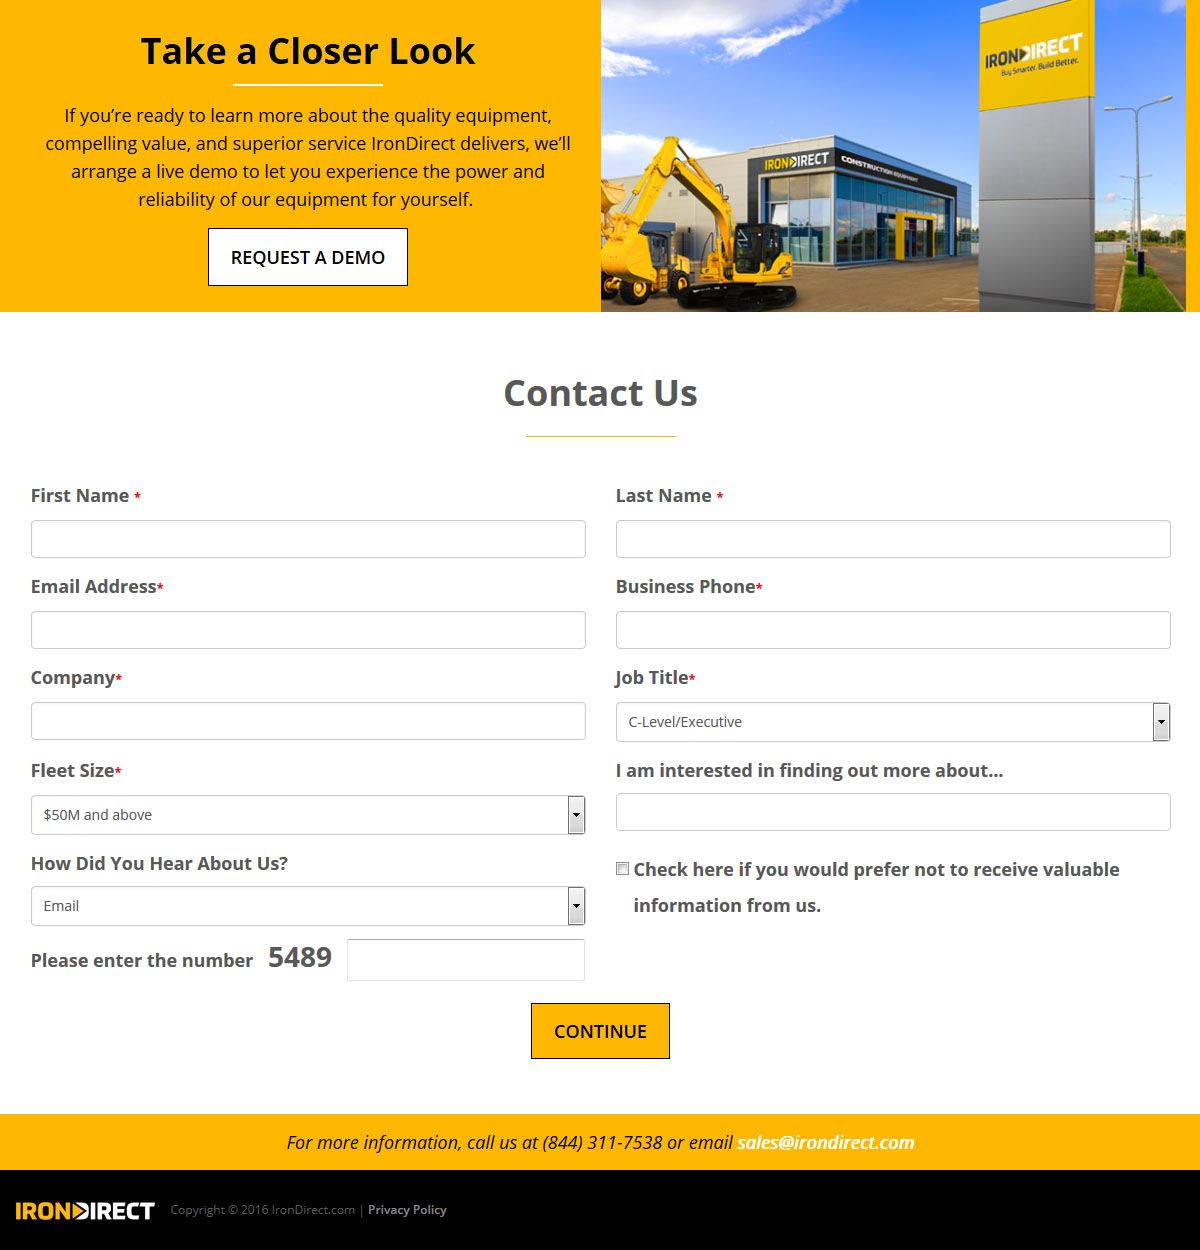 Take a Closer Look
If you’re ready to learn more about the quality equipment,
compelling value, and superior service IronDirect delivers, we’ll
arrange a live demo to let you experience the power and
reliability of our equipment for yourself.
REQUEST A DEMO
IRONDIRECT
Buy Smarter. Build Better.
IRONDIRECT
CONSTRUCTION EQUIPMENT
Contact Us
First Name *
Last Name *
Email Address*
Business Phone*
Company*
Job Title*
C-Level/Executive
Fleet Size*
I am interested in finding out more about...
$50M and above
How Did You Hear About Us?
Check here if you would prefer not to receive valuable
information from us.
Email
Please enter the number 5489
CONTINUE
For more information, call us at (844) 311-7538 or email sales@irondirect.com
IRONDIRECT Copyright © 2016 IronDirect.com | Privacy Policy